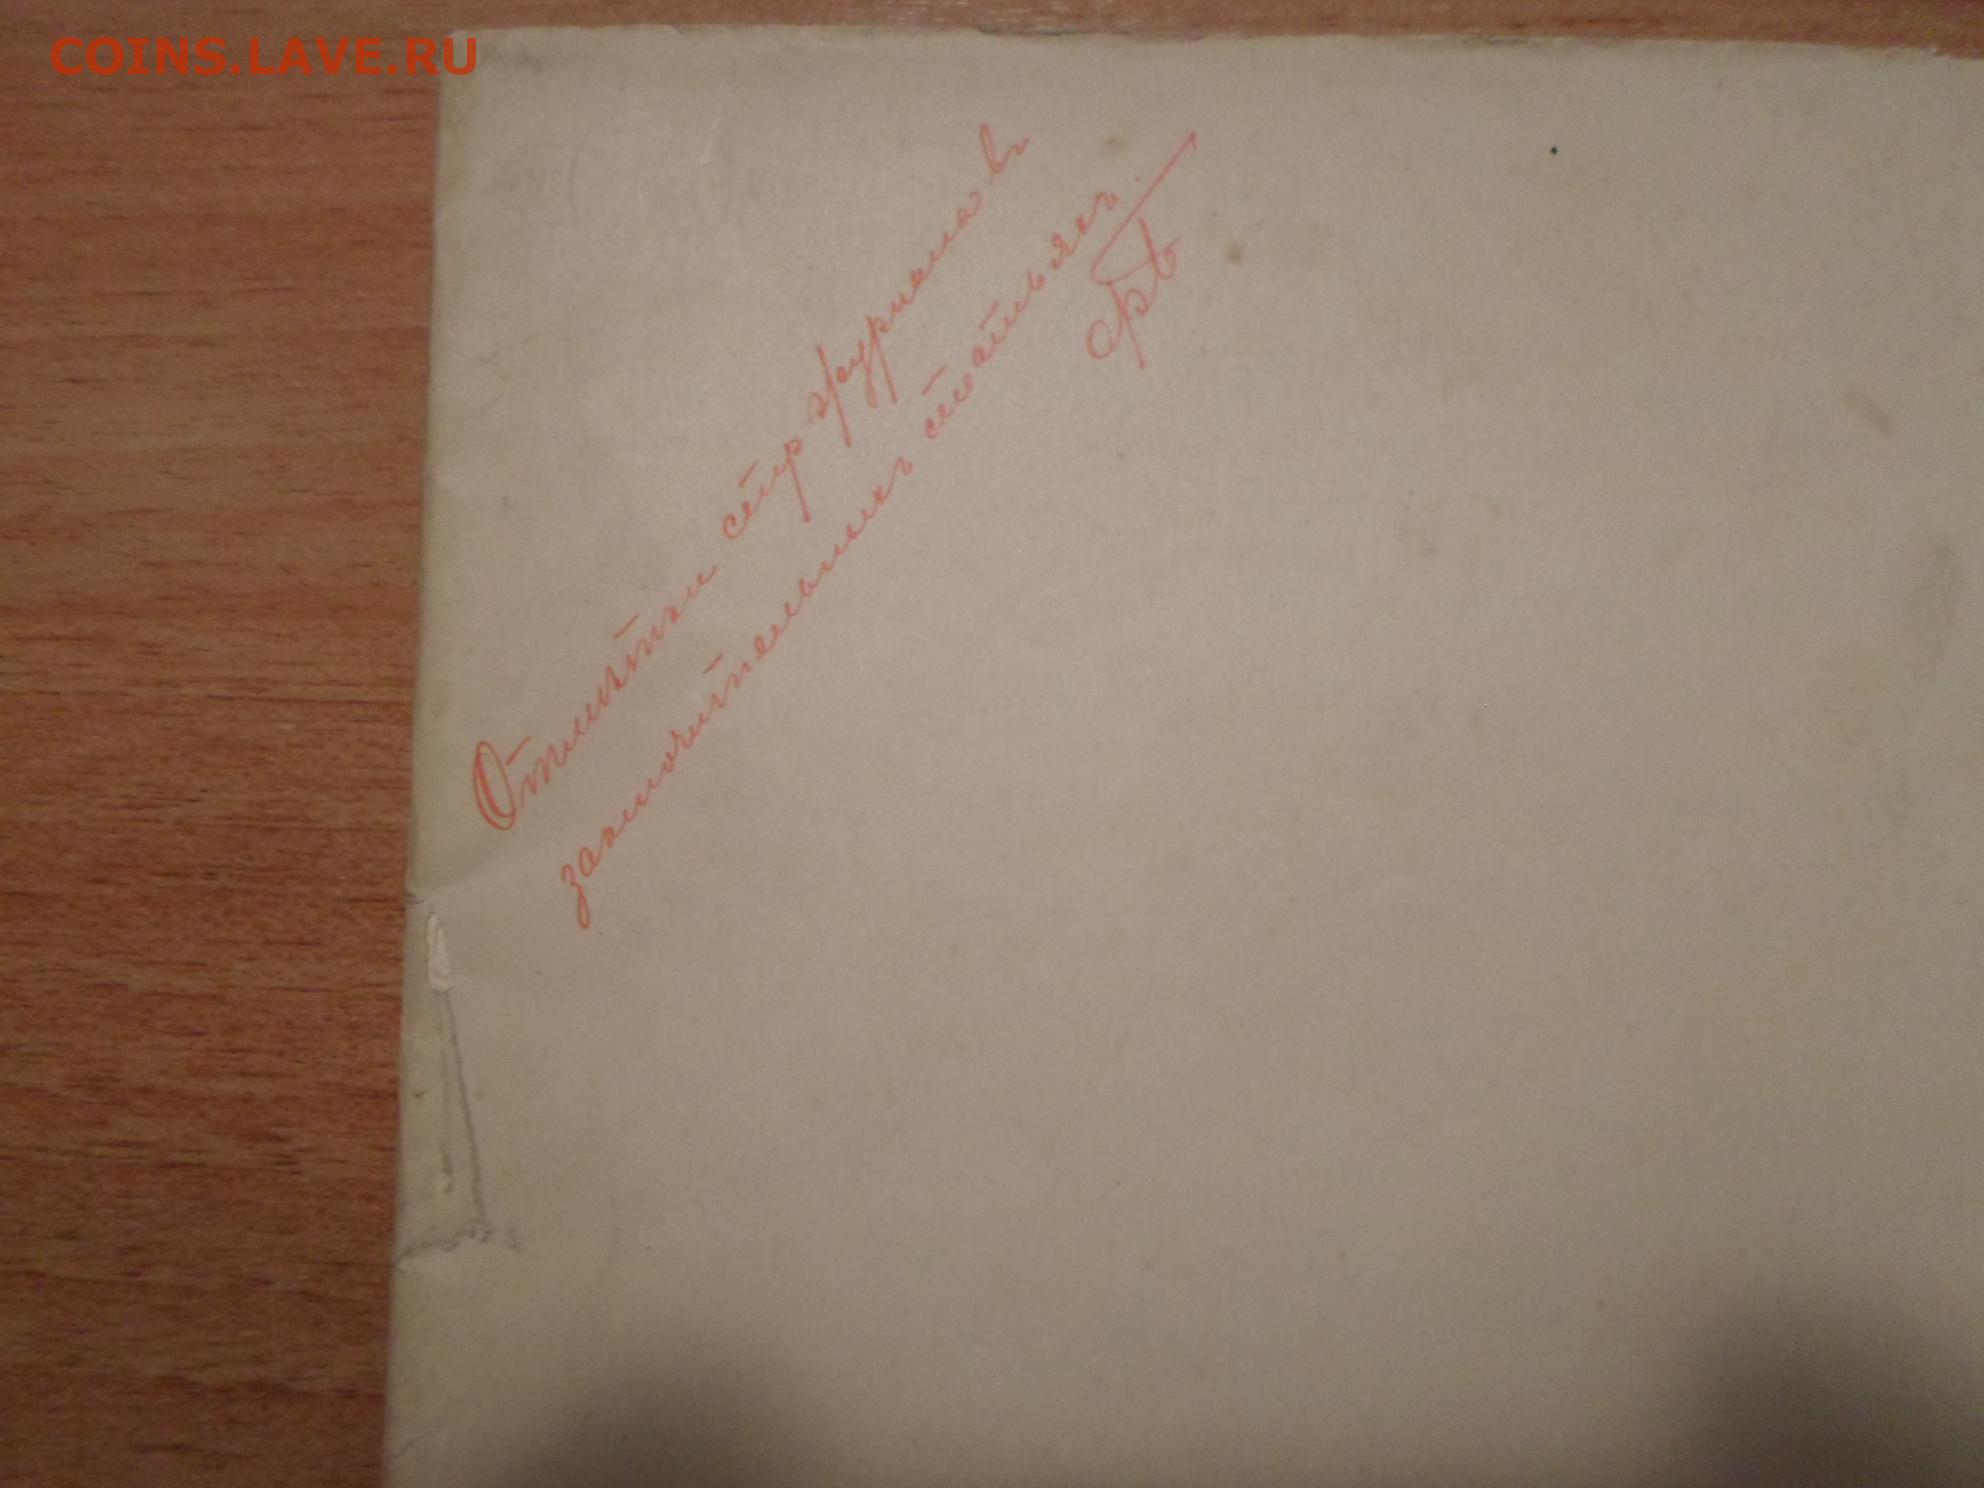 COINS.LAVE.RU
Отмѣтки стр журнала въ
заключительныхъ статьяхъ.